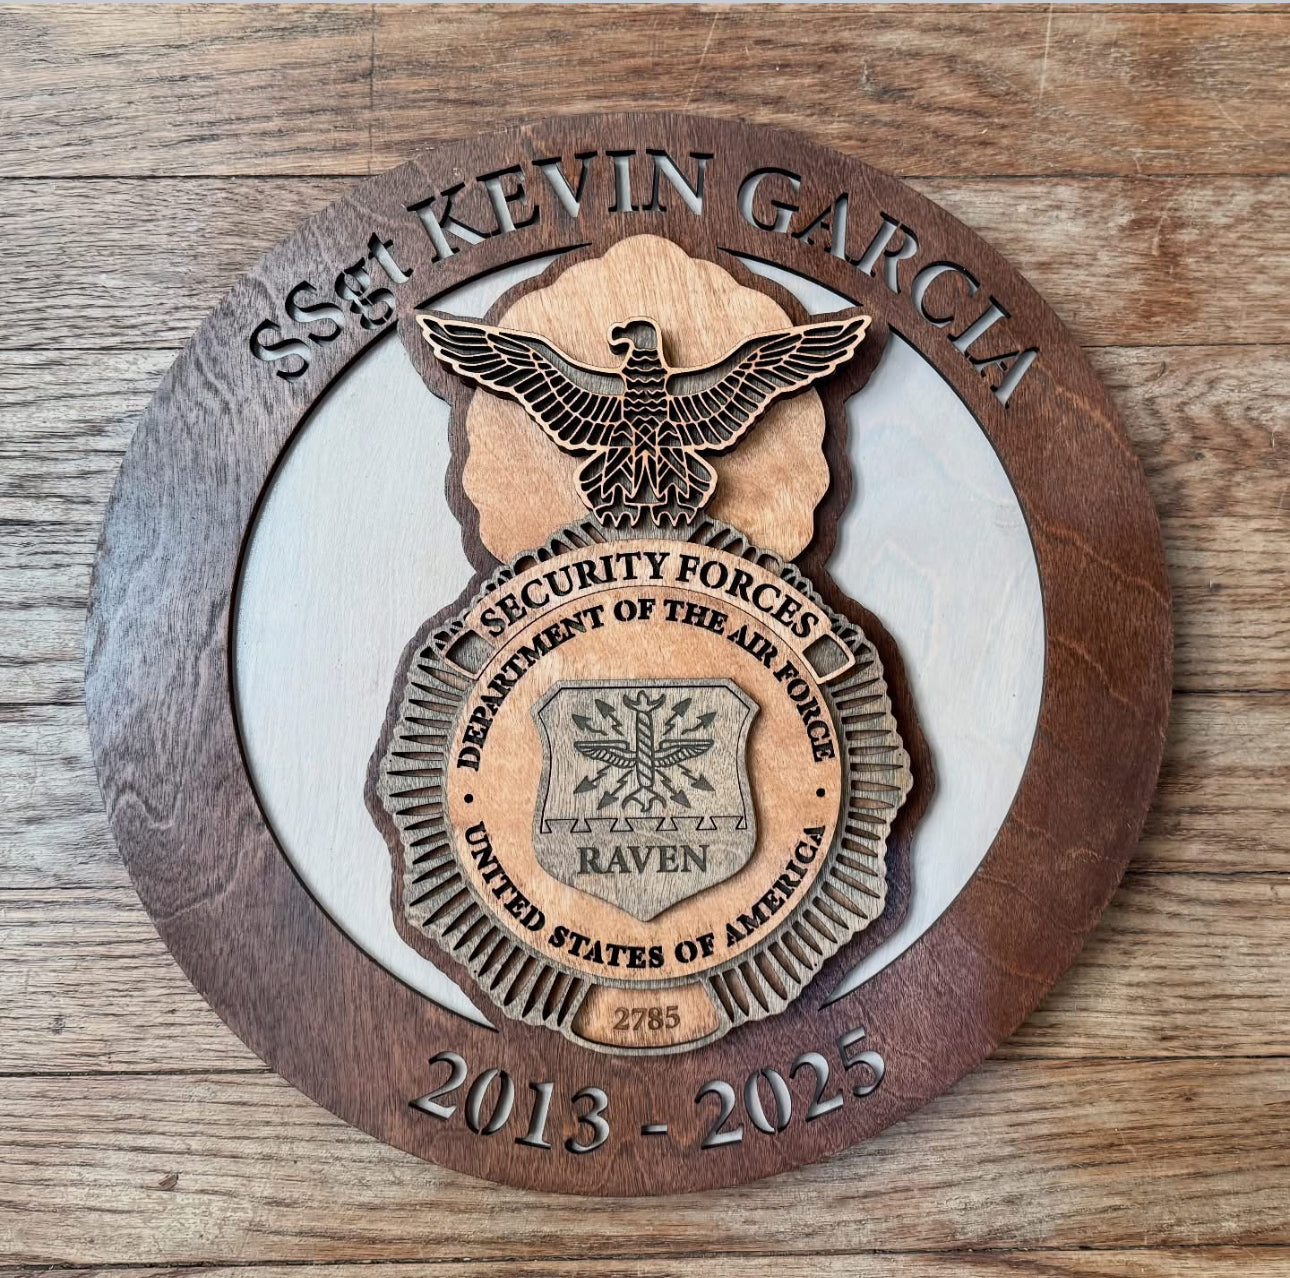 SSgt KEVIN GARCIA
SECURITY FORCES
DEPARTMENT OF THE AIR FORCE
RAVEN
• UNITED STATES OF AMERICA •
2785
2013 - 2025